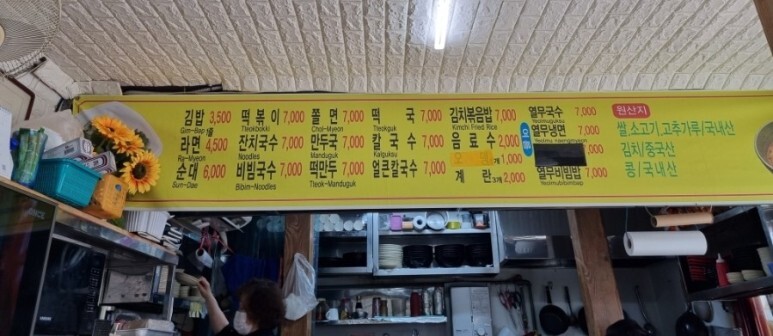 김밥 3,500
Gim-Bap 1줄
라면 4,500
Ra-Myeon
순대 6,000
Sun-Dae
떡볶이 7,000
Tteokbokki
잔치국수 7,000
Noodles
비빔국수 7,000
Bibim-Noodles
쫄면 7,000
Chol-Myeon
만두국 7,000
Manduguk
떡만두 7,000
Tteok-Manduguk
떡국 7,000
Tteokguk
칼국수 7,000
Kalguksu
얼큰칼국수 7,000
김치볶음밥 7,000
Kimchi Fried Rice
음료수 2,000
1,000
계란 3개 2,000
열무국수 7,000
Yeolmuguksu
열무냉면 7,000
7,000
열무비빔밥 7,000
Yeolmubibimbap
원산지
쌀,소고기,고추가루/국내산
김치/중국산
콩/국내산